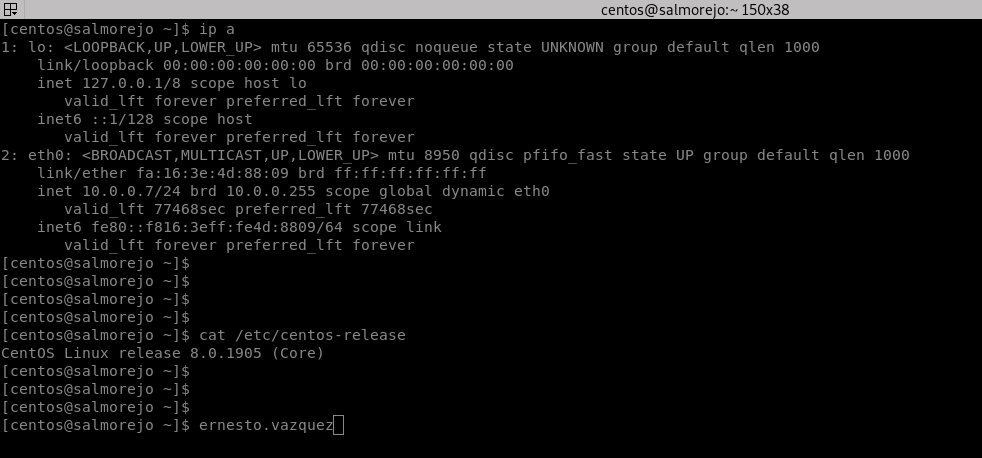 centos@salmorejo:~ 150x38
[centos@salmorejo ~]$ ip a
1: lo: <LOOPBACK,UP,LOWER_UP> mtu 65536 qdisc noqueue state UNKNOWN group default qlen 1000
    link/loopback 00:00:00:00:00:00 brd 00:00:00:00:00:00
    inet 127.0.0.1/8 scope host lo
       valid_lft forever preferred_lft forever
    inet6 ::1/128 scope host
       valid_lft forever preferred_lft forever
2: eth0: <BROADCAST,MULTICAST,UP,LOWER_UP> mtu 8950 qdisc pfifo_fast state UP group default qlen 1000
    link/ether fa:16:3e:4d:88:09 brd ff:ff:ff:ff:ff:ff
    inet 10.0.0.7/24 brd 10.0.0.255 scope global dynamic eth0
       valid_lft 77468sec preferred_lft 77468sec
    inet6 fe80::f816:3eff:fe4d:8809/64 scope link
       valid_lft forever preferred_lft forever
[centos@salmorejo ~]$
[centos@salmorejo ~]$
[centos@salmorejo ~]$
[centos@salmorejo ~]$
[centos@salmorejo ~]$ cat /etc/centos-release
CentOS Linux release 8.0.1905 (Core)
[centos@salmorejo ~]$
[centos@salmorejo ~]$
[centos@salmorejo ~]$
[centos@salmorejo ~]$ ernesto.vazquez